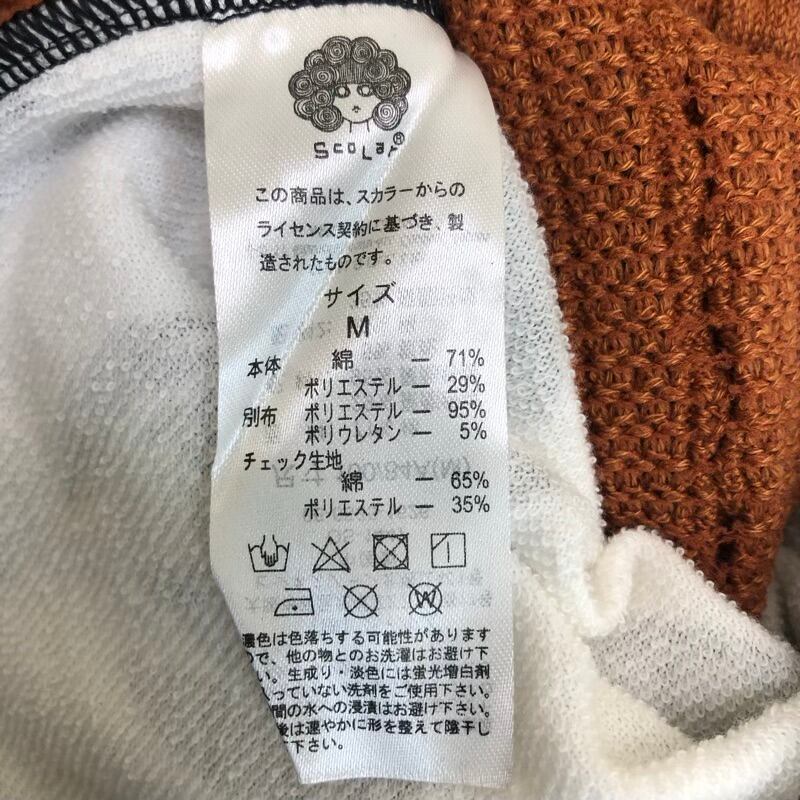 ScoLaR®
この商品は、スカラーからの
ライセンス契約に基づき、製
造されたものです。
サイズ
M
本体 綿 — 71%
ポリエステル — 29%
別布 ポリエステル — 95%
ポリウレタン — 5%
チェック生地
綿 — 65%
ポリエステル — 35%
濃色は色落ちする可能性があります
で、他の物とのお洗濯はお避け下
い。生成り・淡色には蛍光増白剤
入っていない洗剤をご使用下さい。
間の水への浸漬はお避け下さい。
後は速やかに形を整えて陰干し
下さい。